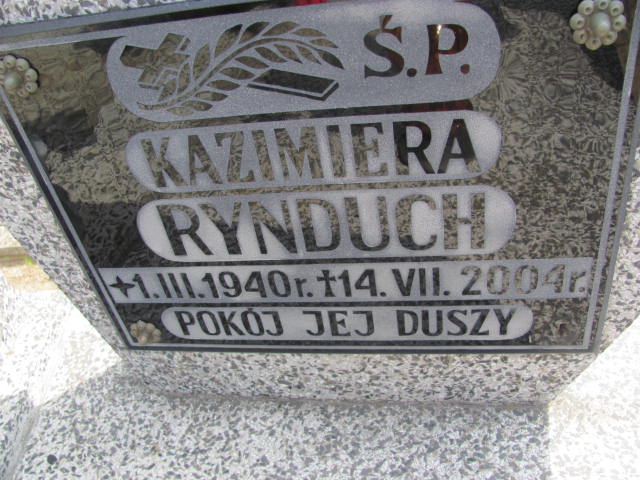 Ś.P.
KAZIMIERA
RYNDUCH
+1.III.1940r. †14. VII. 2004r.
POKÓJ JEJ DUSZY